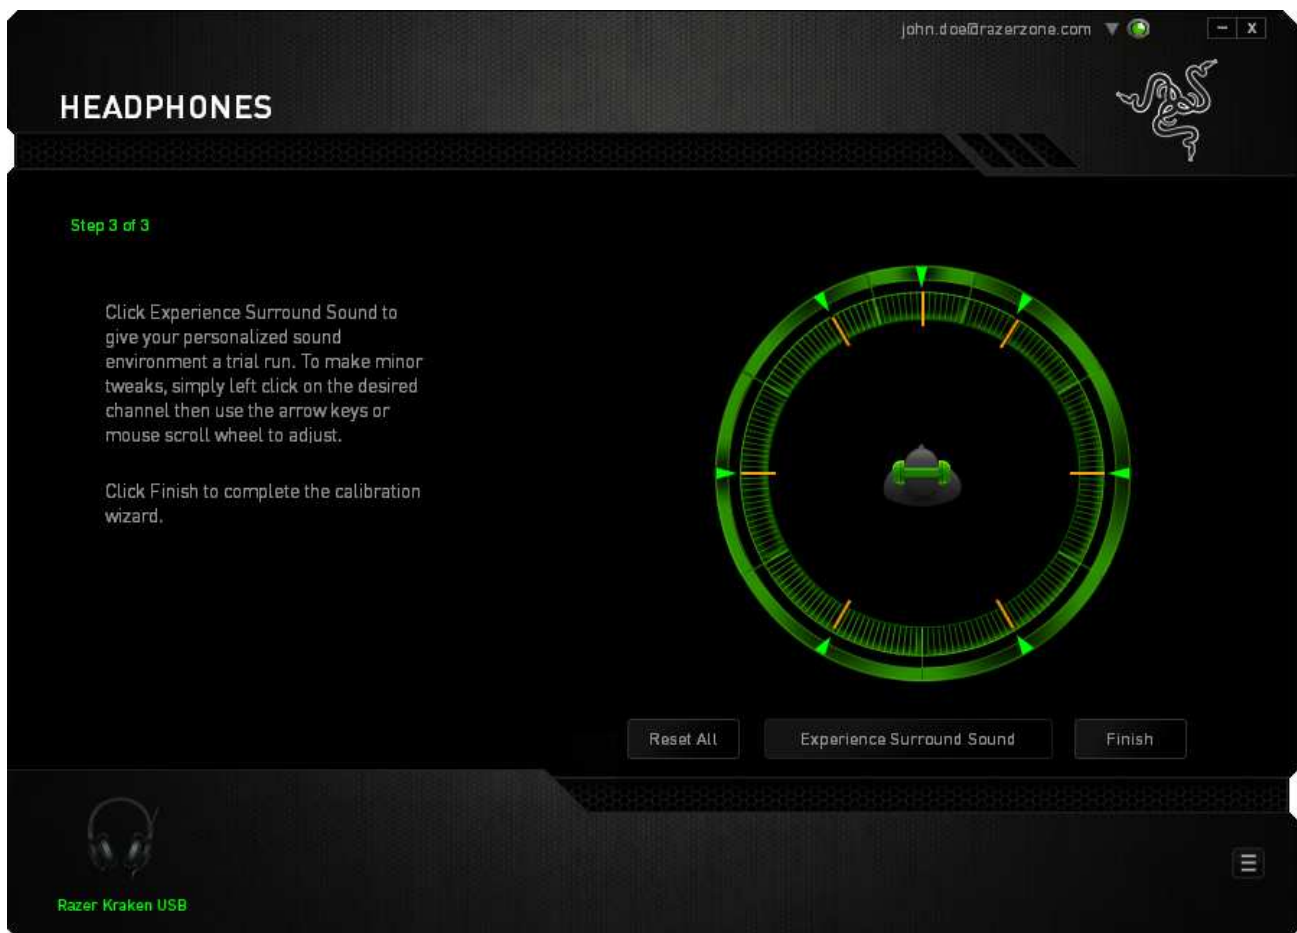 john.doe@razerzone.com
HEADPHONES
Step 3 of 3
Click Experience Surround Sound to
give your personalized sound
environment a trial run. To make minor
tweaks, simply left click on the desired
channel then use the arrow keys or
mouse scroll wheel to adjust.
Click Finish to complete the calibration
wizard.
Reset All
Experience Surround Sound
Finish
Razer Kraken USB